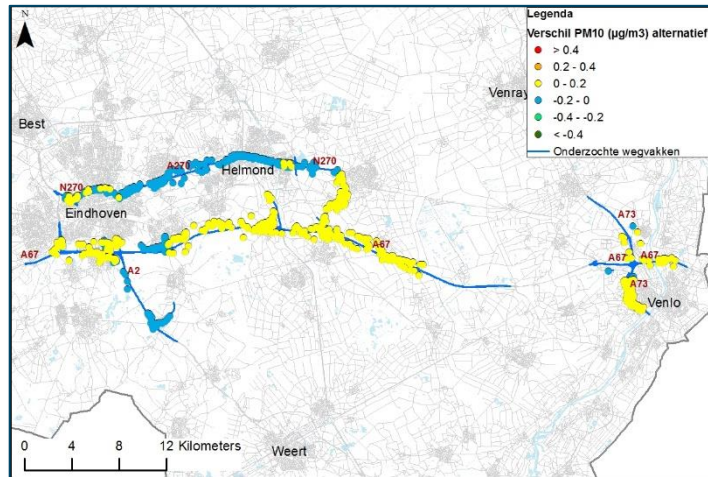 N
Legenda
Verschil PM10 (µg/m3) alternatief
> 0.4
0.2 - 0.4
0 - 0.2
-0.2 - 0
-0.4 - -0.2
< -0.4
Onderzochte wegvakken
Venray
Best
A270
Helmond
N270
N270
Eindhoven
A73
A67
A67
A67
A67
A2
A73
Venlo
0 4 8 12 Kilometers
Weert